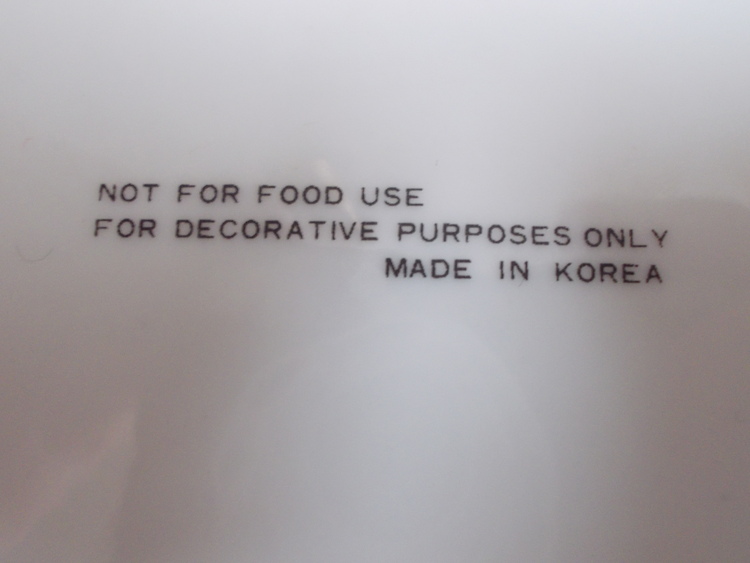 NOT FOR FOOD USE
FOR DECORATIVE PURPOSES ONLY
MADE IN KOREA